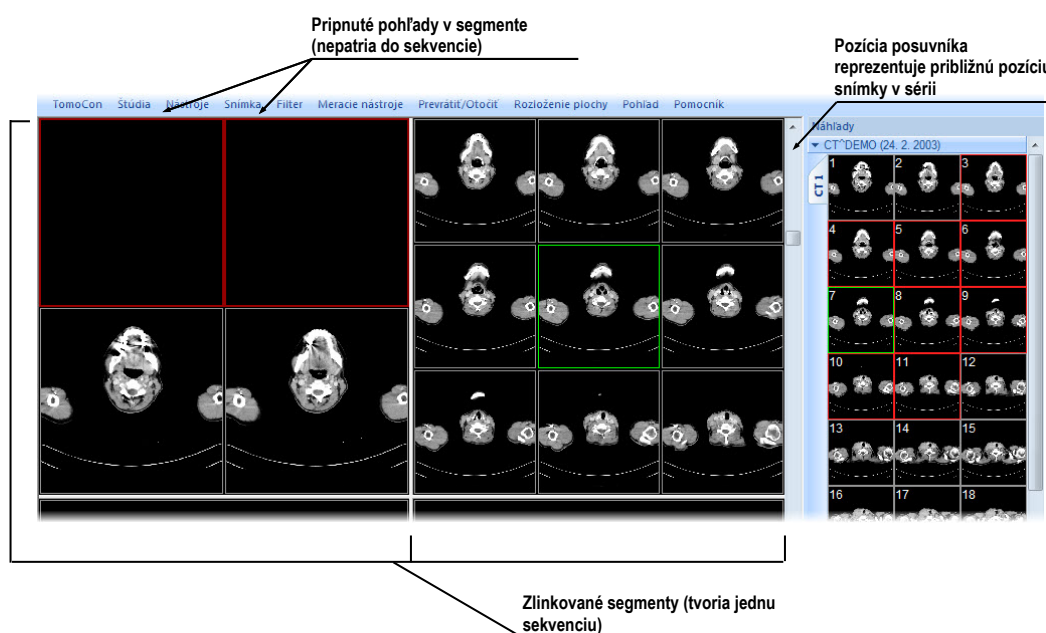 Pripnuté pohľady v segmente
(nepatria do sekvencie)
Pozícia posuvníka
reprezentuje približnú pozíciu
snímky v sérii
TomoCon Štúdia Nástroje Snímka Filter Meracie nástroje Prevrátiť/Otočiť Rozloženie plochy Pohľad Pomocník
Náhľady
CT^DEMO (24. 2. 2003)
CT 1
1 2 3
4 5 6
7 8 9
10 11 12
13 14 15
16 17 18
Zlinkované segmenty (tvoria jednu
sekvenciu)